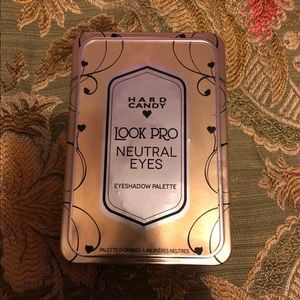 HARD
CANDY
LOOK PRO
NEUTRAL
EYES
EYESHADOW PALETTE
PALETTE D'OMBRES À PAUPIÈRES NEUTRES